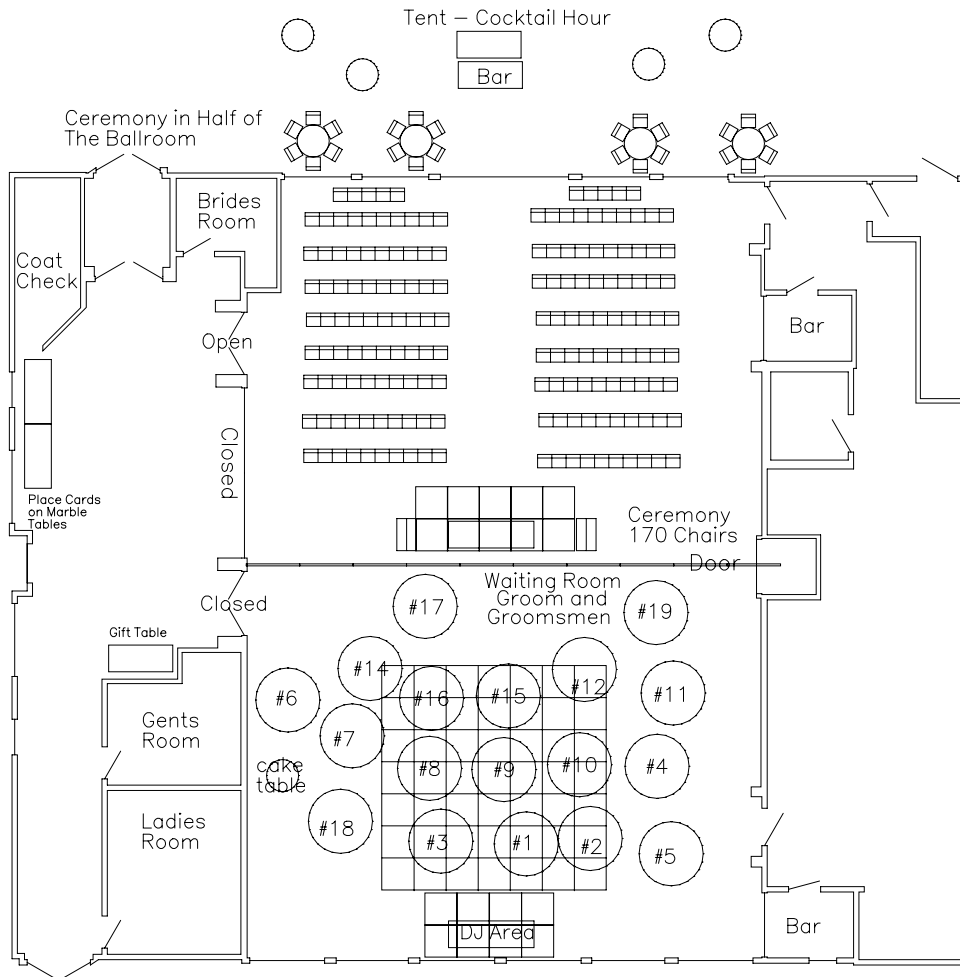 Tent – Cocktail Hour
Bar
Ceremony in Half of
The Ballroom
Brides
Room
Coat
Check
Open
Bar
Closed
Place Cards
on Marble
Tables
Ceremony
170 Chairs
Door
Waiting Room
Groom and
Groomsmen
Closed
#17
#19
Gift Table
#14
#12
#6
#16
#15
#11
Gents
Room
#7
#8
#9
#10
#4
cake
table
Ladies
Room
#18
#3
#1
#2
#5
DJ Area
Bar